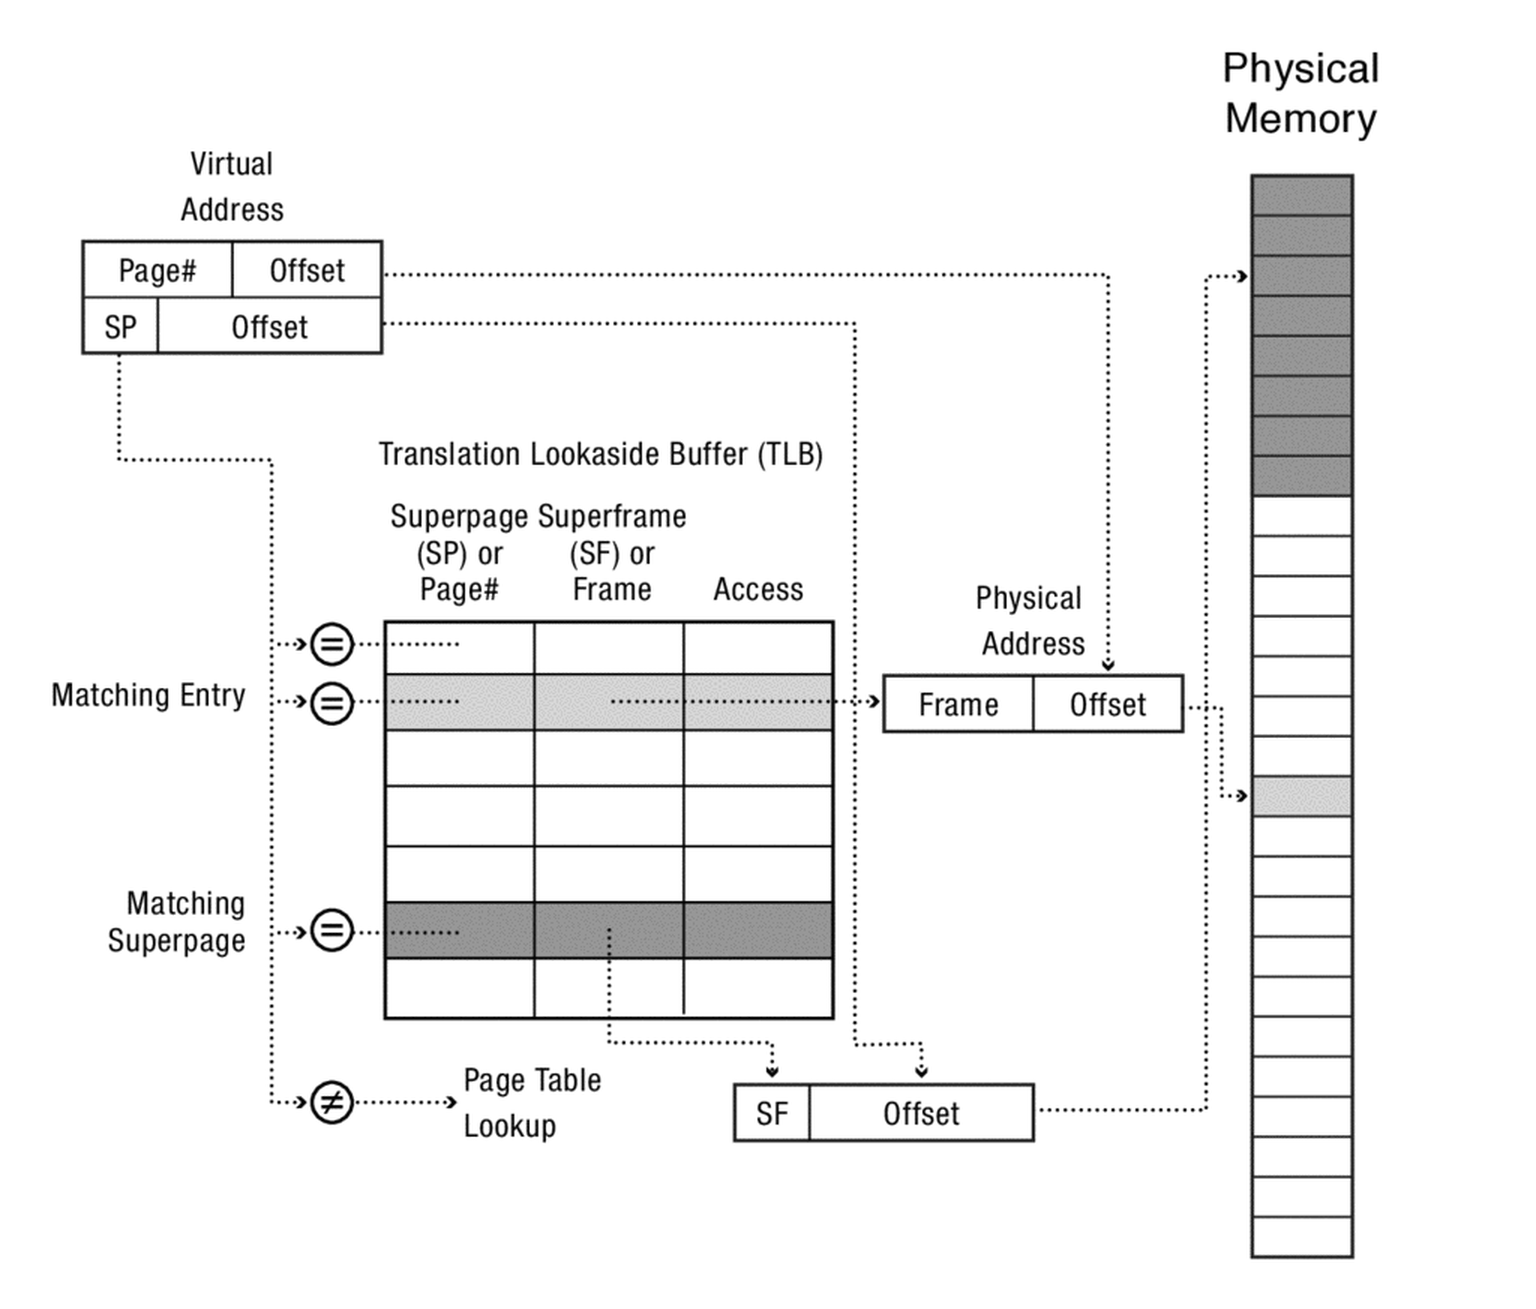 Physical
Memory
Virtual
Address
Page# Offset
SP Offset
Translation Lookaside Buffer (TLB)
Superpage Superframe
(SP) or (SF) or
Page# Frame Access
Physical
Address
=
Matching Entry = Frame Offset
Matching
Superpage =
Page Table
Lookup
≠
SF Offset